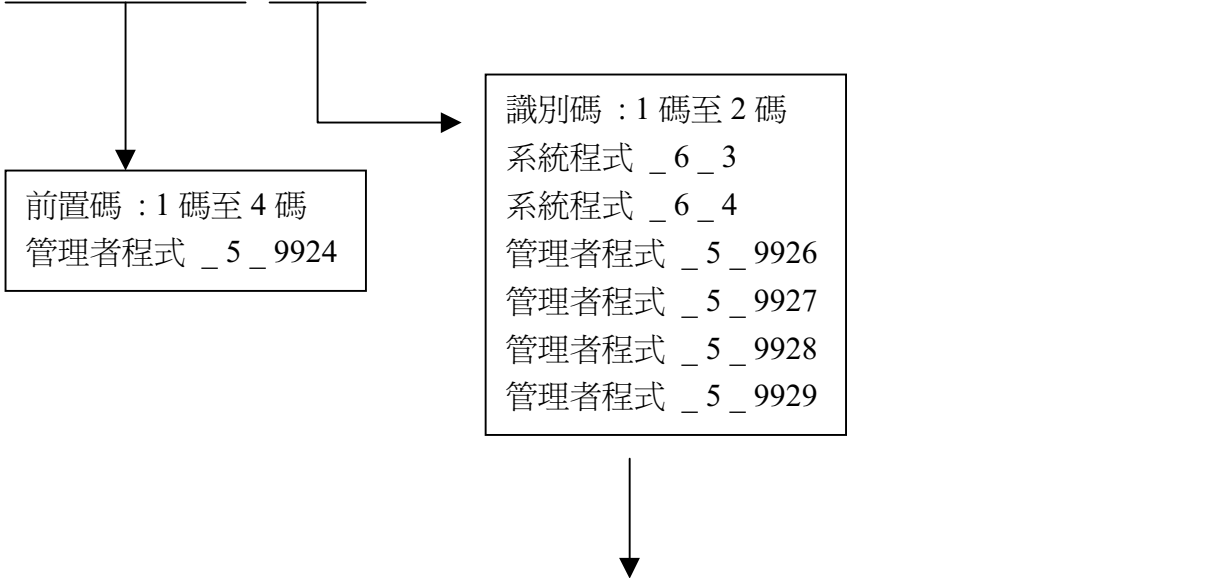 識別碼 : 1 碼至 2 碼
系統程式 _ 6 _ 3
系統程式 _ 6 _ 4
管理者程式 _ 5 _ 9926
管理者程式 _ 5 _ 9927
管理者程式 _ 5 _ 9928
管理者程式 _ 5 _ 9929
前置碼 : 1 碼至 4 碼
管理者程式 _ 5 _ 9924